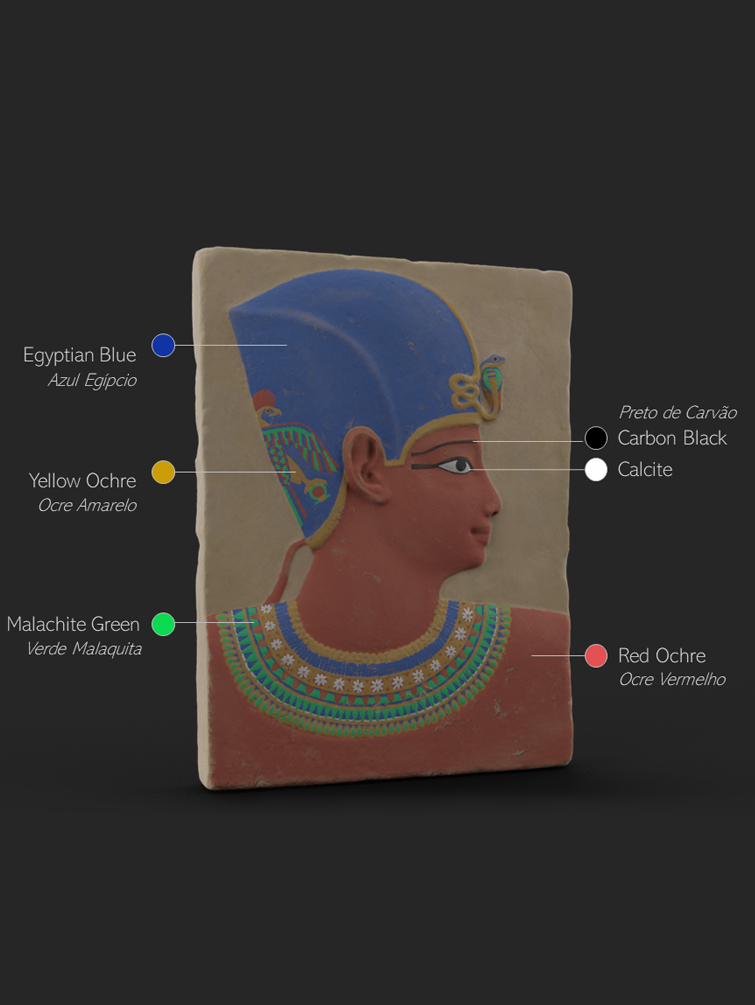 Egyptian Blue
Azul Egípcio
Yellow Ochre
Ocre Amarelo
Malachite Green
Verde Malaquita
Preto de Carvão
Carbon Black
Calcite
Red Ochre
Ocre Vermelho